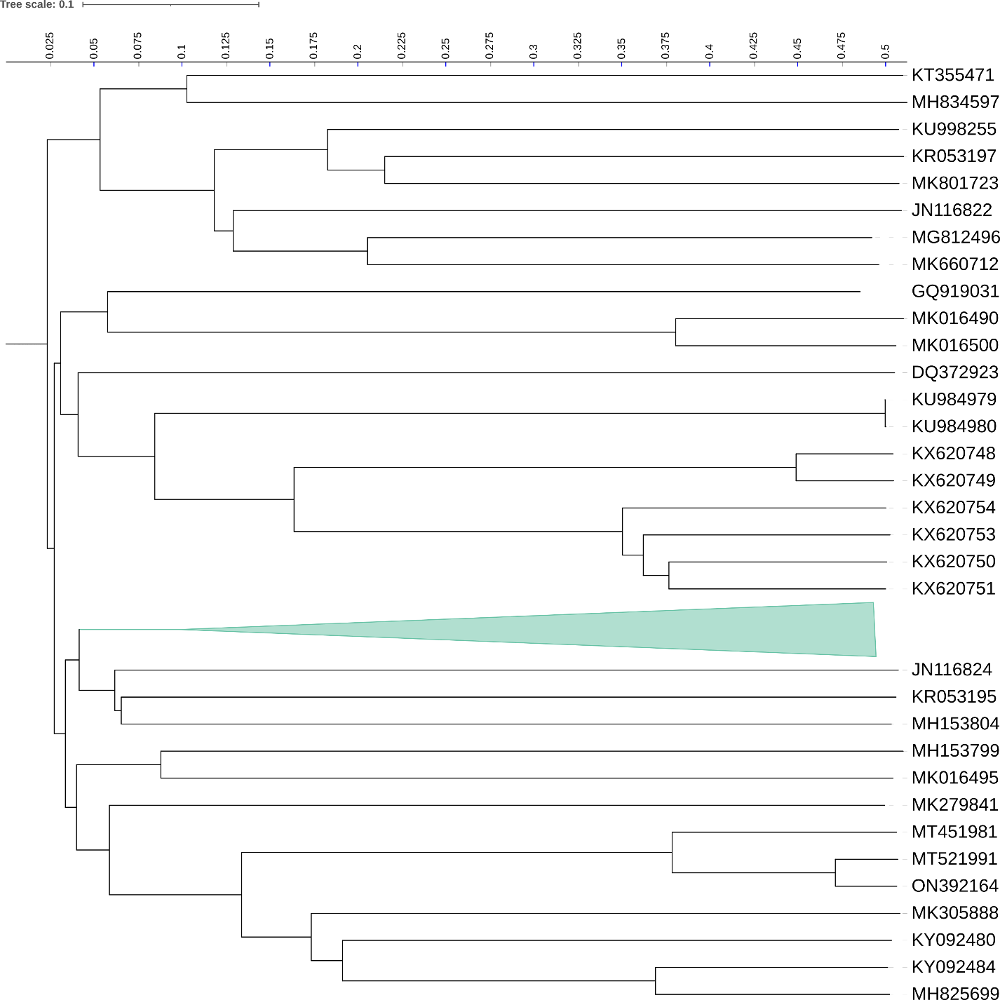 Tree scale: 0.1
0.025 0.05 0.075 0.1 0.125 0.15 0.175 0.2 0.225 0.25 0.275 0.3 0.325 0.35 0.375 0.4 0.425 0.45 0.475 0.5
KT355471
MH834597
KU998255
KR053197
MK801723
JN116822
MG812496
MK660712
GQ919031
MK016490
MK016500
DQ372923
KU984979
KU984980
KX620748
KX620749
KX620754
KX620753
KX620750
KX620751
JN116824
KR053195
MH153804
MH153799
MK016495
MK279841
MT451981
MT521991
ON392164
MK305888
KY092480
KY092484
MH825699